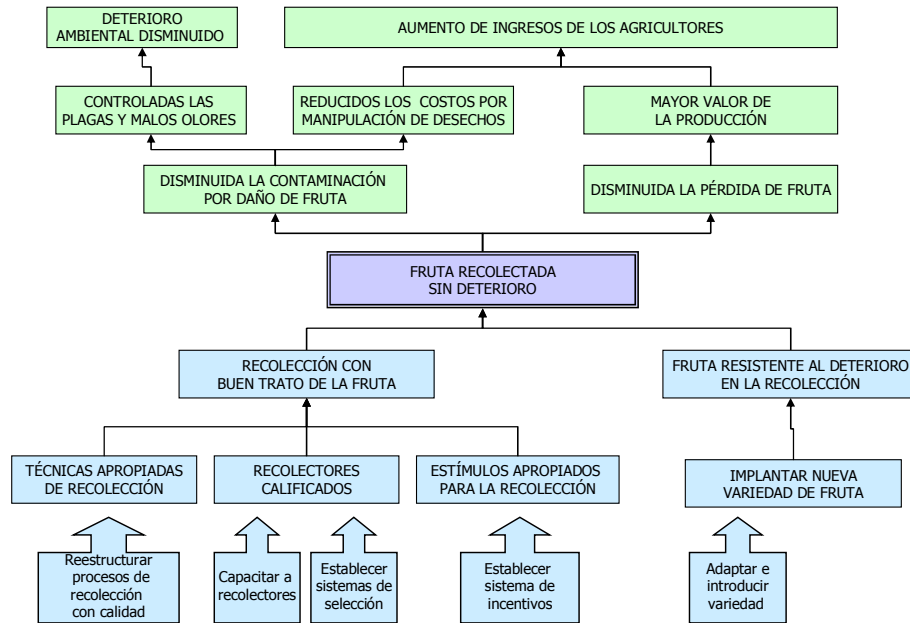 DETERIORO
AMBIENTAL DISMINUIDO
AUMENTO DE INGRESOS DE LOS AGRICULTORES
CONTROLADAS LAS
PLAGAS Y MALOS OLORES
REDUCIDOS LOS COSTOS POR
MANIPULACIÓN DE DESECHOS
MAYOR VALOR DE
LA PRODUCCIÓN
DISMINUIDA LA CONTAMINACIÓN
POR DAÑO DE FRUTA
DISMINUIDA LA PÉRDIDA DE FRUTA
FRUTA RECOLECTADA
SIN DETERIORO
RECOLECCIÓN CON
BUEN TRATO DE LA FRUTA
FRUTA RESISTENTE AL DETERIORO
EN LA RECOLECCIÓN
TÉCNICAS APROPIADAS
DE RECOLECCIÓN
RECOLECTORES
CALIFICADOS
ESTÍMULOS APROPIADOS
PARA LA RECOLECCIÓN
IMPLANTAR NUEVA
VARIEDAD DE FRUTA
Reestructurar
procesos de
recolección
con calidad
Capacitar a
recolectores
Establecer
sistemas de
selección
Establecer
sistema de
incentivos
Adaptar e
introducir
variedad